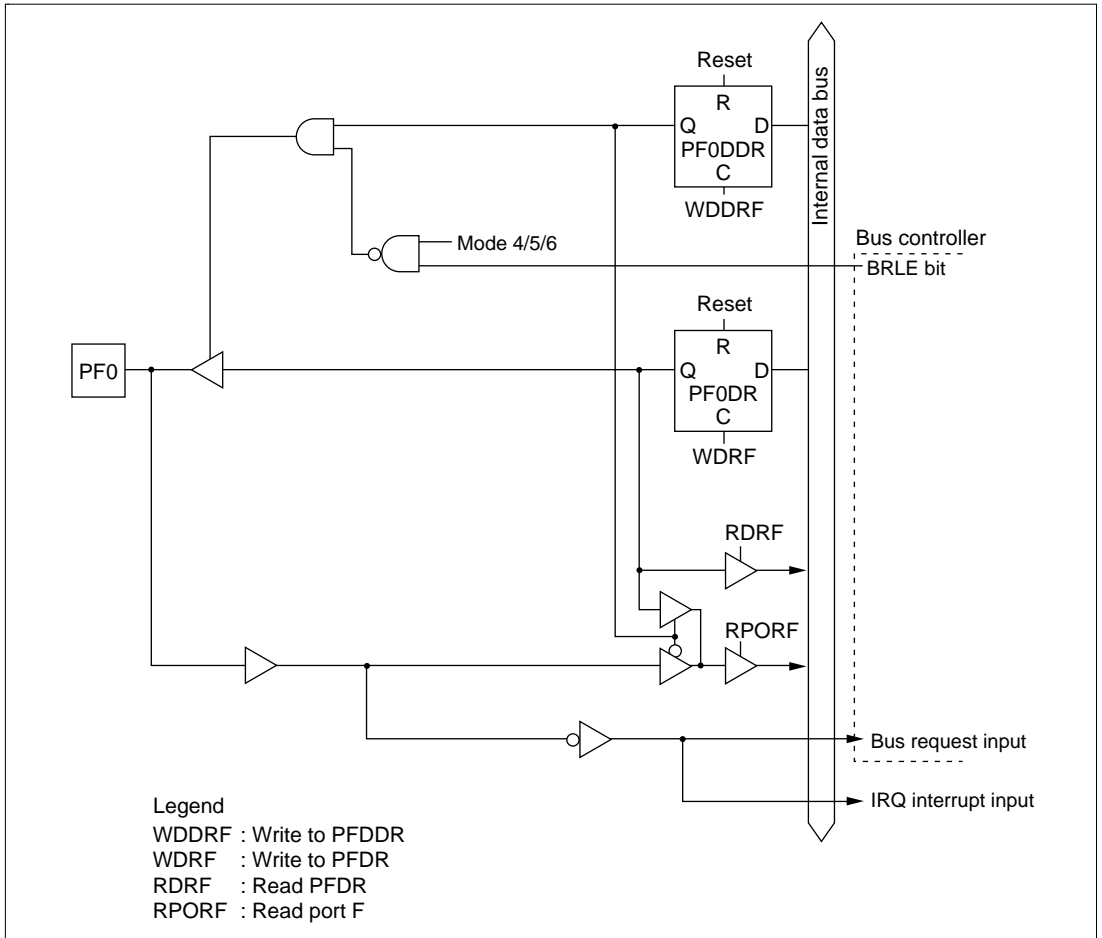 Reset
R
Q D
PF0DDR
C
WDDRF
Internal data bus
Mode 4/5/6
Bus controller
BRLE bit
Reset
R
PF0
Q D
PF0DR
C
WDRF
RDRF
RPORF
Bus request input
IRQ interrupt input
Legend
WDDRF : Write to PFDDR
WDRF : Write to PFDR
RDRF : Read PFDR
RPORF : Read port F